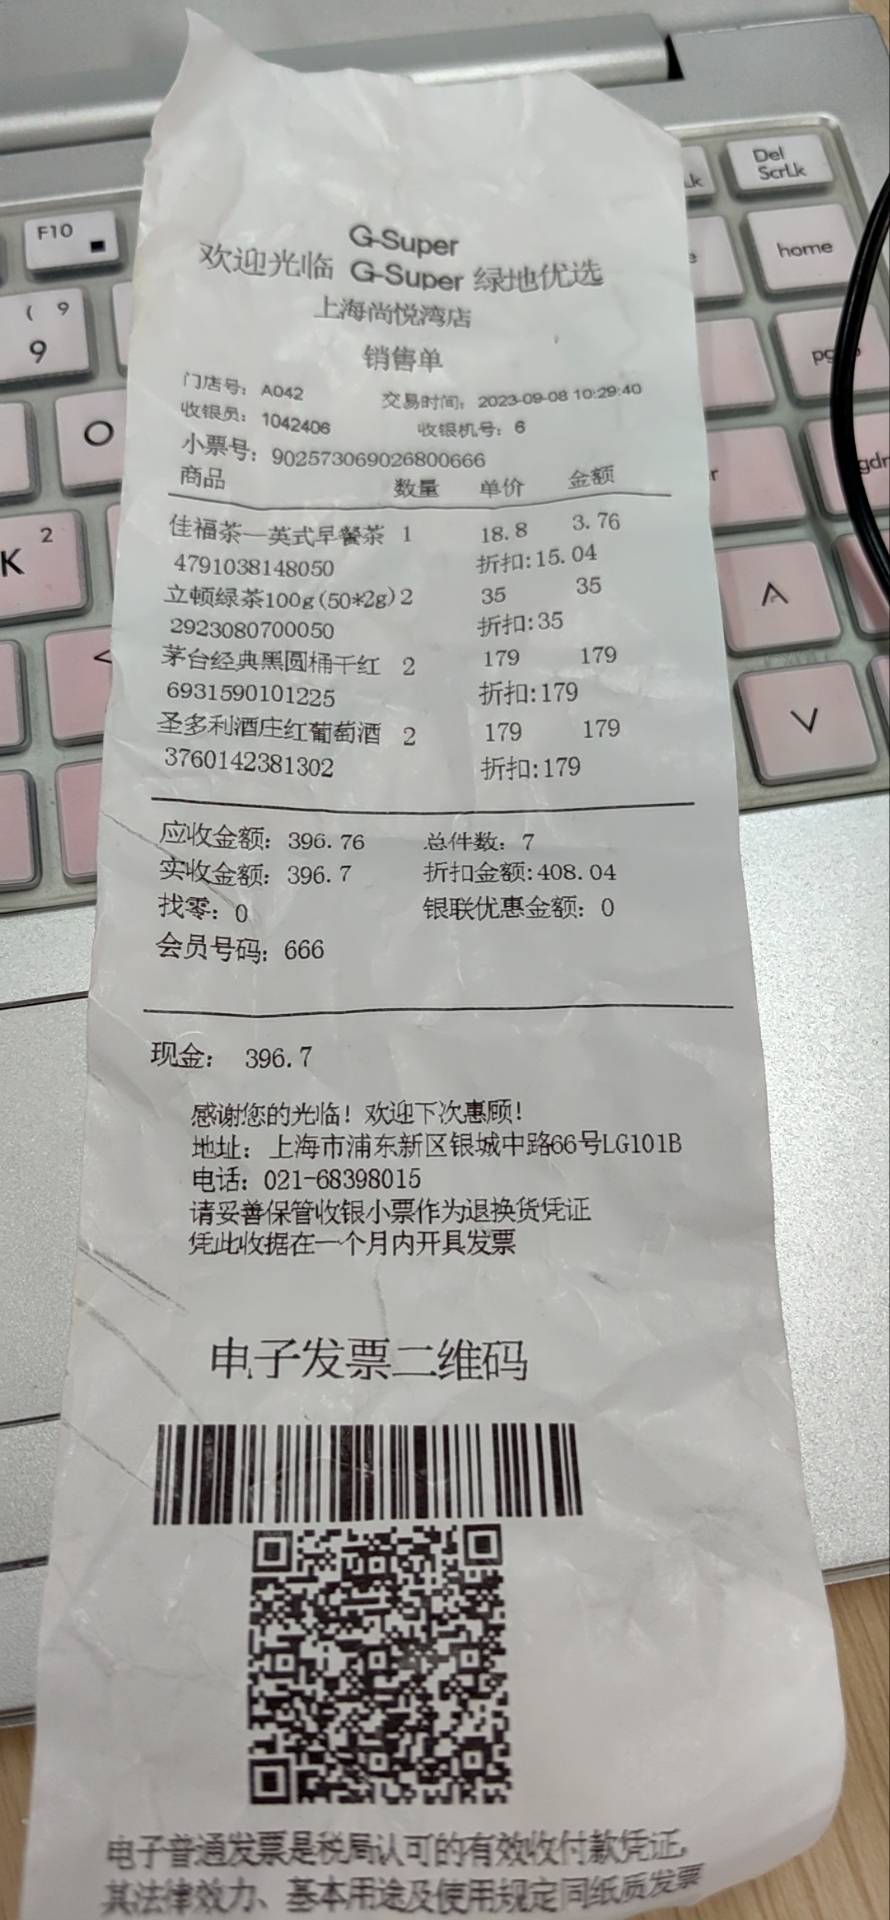 G-Super
欢迎光临 G-Super 绿地优选
上海尚悦湾店
销售单
门店号: A042 交易时间: 2023-09-08 10:29:40
收银员: 1042406 收银机号: 6
小票号: 902573069026800666
商品 数量 单价 金额
佳福茶—英式早餐茶 1 18.8 3.76
4791038148050 折扣:15.04
立顿绿茶100g(50*2g) 2 35 35
2923080700050 折扣:35
茅台经典黑圆桶干红 2 179 179
6931590101225 折扣:179
圣多利酒庄红葡萄酒 2 179 179
3760142381302 折扣:179
应收金额: 396.76 总件数: 7
实收金额: 396.7 折扣金额:408.04
找零: 0 银联优惠金额: 0
会员号码: 666
现金: 396.7
感谢您的光临! 欢迎下次惠顾!
地址: 上海市浦东新区银城中路66号LG101B
电话: 021-68398015
请妥善保管收银小票作为退换货凭证
凭此收据在一个月内开具发票
电子发票二维码
电子普通发票是税局认可的有效收付款凭证,
其法律效力、基本用途及使用规定同纸质发票
F10
Del
ScrLk
home
( 9
9
O
K 2